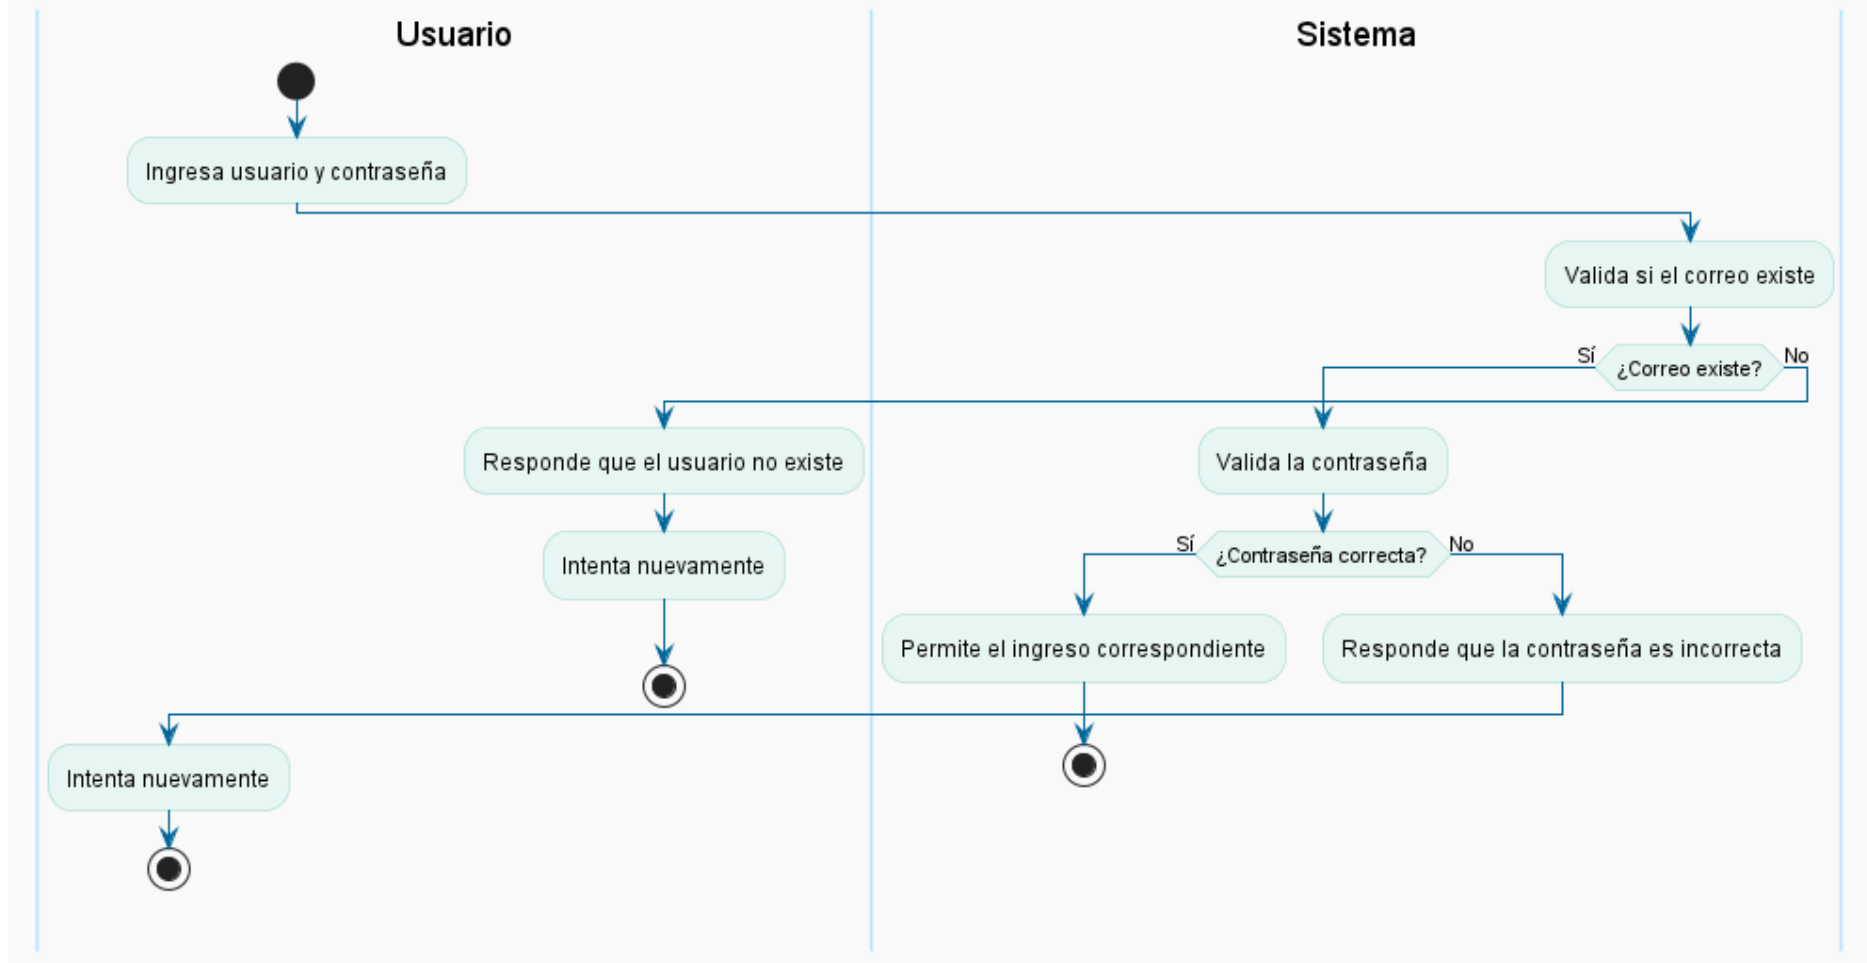 Usuario
Sistema
Ingresa usuario y contraseña
Valida si el correo existe
Sí
¿Correo existe?
No
Responde que el usuario no existe
Valida la contraseña
Intenta nuevamente
Sí
¿Contraseña correcta?
No
Permite el ingreso correspondiente
Responde que la contraseña es incorrecta
Intenta nuevamente